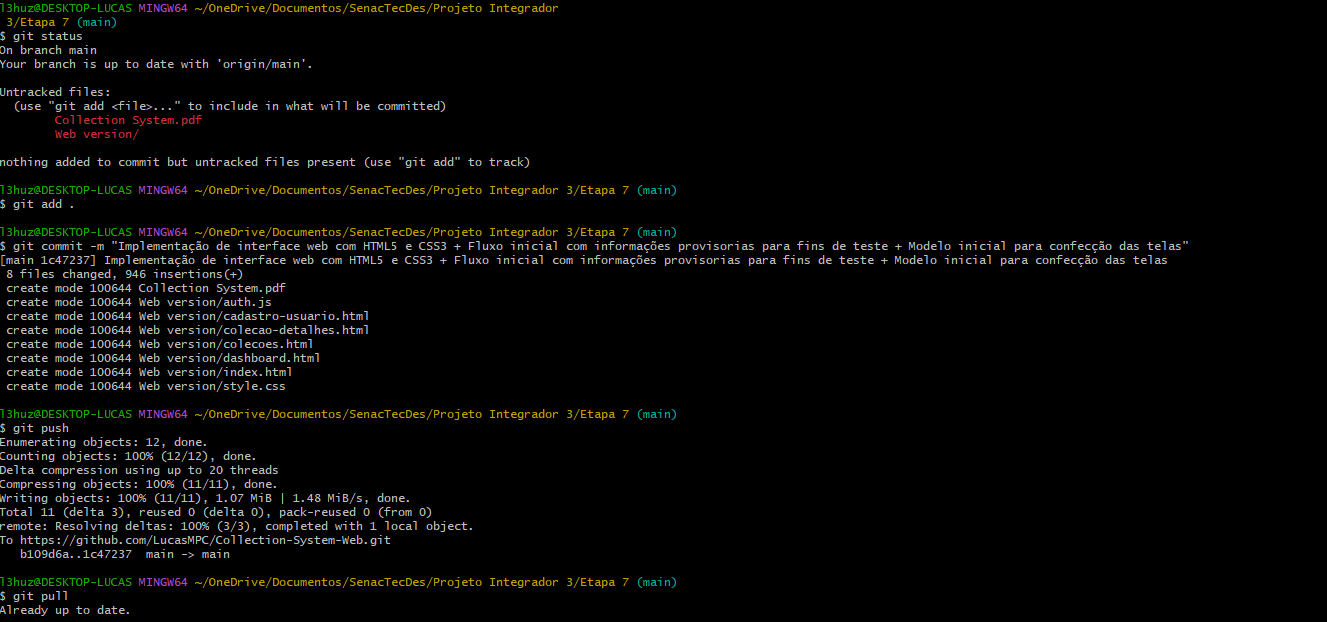 l3huz@DESKTOP-LUCAS MINGW64 ~/OneDrive/Documentos/SenacTecDes/Projeto Integrador
 3/Etapa 7 (main)
$ git status
On branch main
Your branch is up to date with 'origin/main'.

Untracked files:
  (use "git add <file>..." to include in what will be committed)
        Collection System.pdf
        Web version/

nothing added to commit but untracked files present (use "git add" to track)

l3huz@DESKTOP-LUCAS MINGW64 ~/OneDrive/Documentos/SenacTecDes/Projeto Integrador 3/Etapa 7 (main)
$ git add .

l3huz@DESKTOP-LUCAS MINGW64 ~/OneDrive/Documentos/SenacTecDes/Projeto Integrador 3/Etapa 7 (main)
$ git commit -m "Implementação de interface web com HTML5 e CSS3 + Fluxo inicial com informações provisorias para fins de teste + Modelo inicial para confecção das telas"
[main 1c47237] Implementação de interface web com HTML5 e CSS3 + Fluxo inicial com informações provisorias para fins de teste + Modelo inicial para confecção das telas
 8 files changed, 946 insertions(+)
 create mode 100644 Collection System.pdf
 create mode 100644 Web version/auth.js
 create mode 100644 Web version/cadastro-usuario.html
 create mode 100644 Web version/colecao-detalhes.html
 create mode 100644 Web version/colecoes.html
 create mode 100644 Web version/dashboard.html
 create mode 100644 Web version/index.html
 create mode 100644 Web version/style.css

l3huz@DESKTOP-LUCAS MINGW64 ~/OneDrive/Documentos/SenacTecDes/Projeto Integrador 3/Etapa 7 (main)
$ git push
Enumerating objects: 12, done.
Counting objects: 100% (12/12), done.
Delta compression using up to 20 threads
Compressing objects: 100% (11/11), done.
Writing objects: 100% (11/11), 1.07 MiB | 1.48 MiB/s, done.
Total 11 (delta 3), reused 0 (delta 0), pack-reused 0 (from 0)
remote: Resolving deltas: 100% (3/3), completed with 1 local object.
To https://github.com/LucasMPC/Collection-System-Web.git
   b109d6a..1c47237  main -> main

l3huz@DESKTOP-LUCAS MINGW64 ~/OneDrive/Documentos/SenacTecDes/Projeto Integrador 3/Etapa 7 (main)
$ git pull
Already up to date.